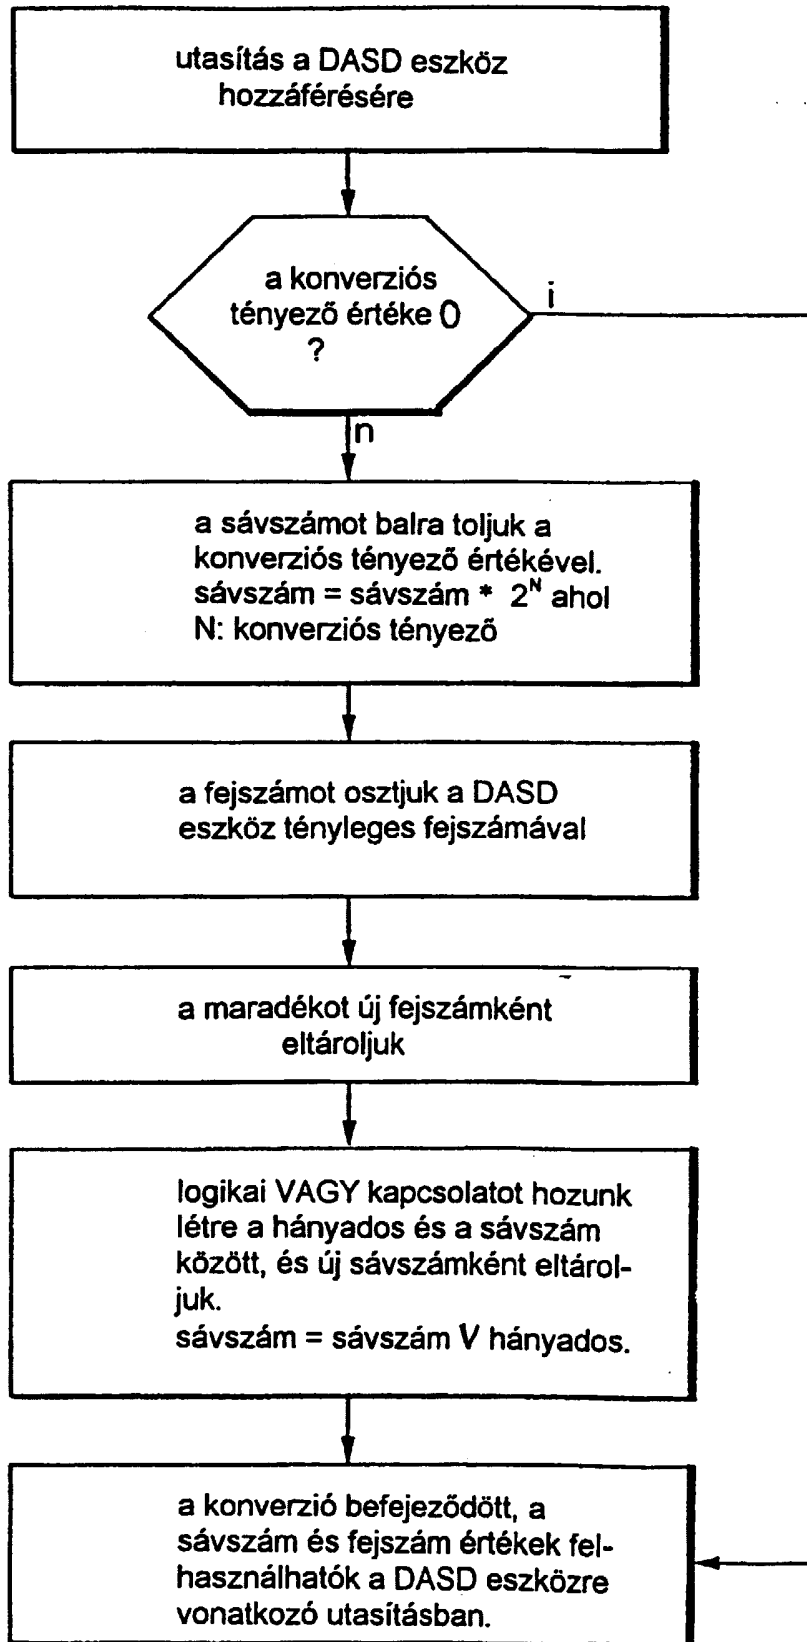 utasítás a DASD eszköz
hozzáférésére
a konverziós
tényező értéke 0
?
i
n
a sávszámot balra toljuk a
konverziós tényező értékével.
sávszám = sávszám * 2^N ahol
N: konverziós tényező
a fejszámot osztjuk a DASD
eszköz tényleges fejszámával
a maradékot új fejszámként
eltároljuk
logikai VAGY kapcsolatot hozunk
létre a hányados és a sávszám
között, és új sávszámként eltárol-
juk.
sávszám = sávszám V hányados.
a konverzió befejeződött, a
sávszám és fejszám értékek fel-
használhatók a DASD eszközre
vonatkozó utasításban.